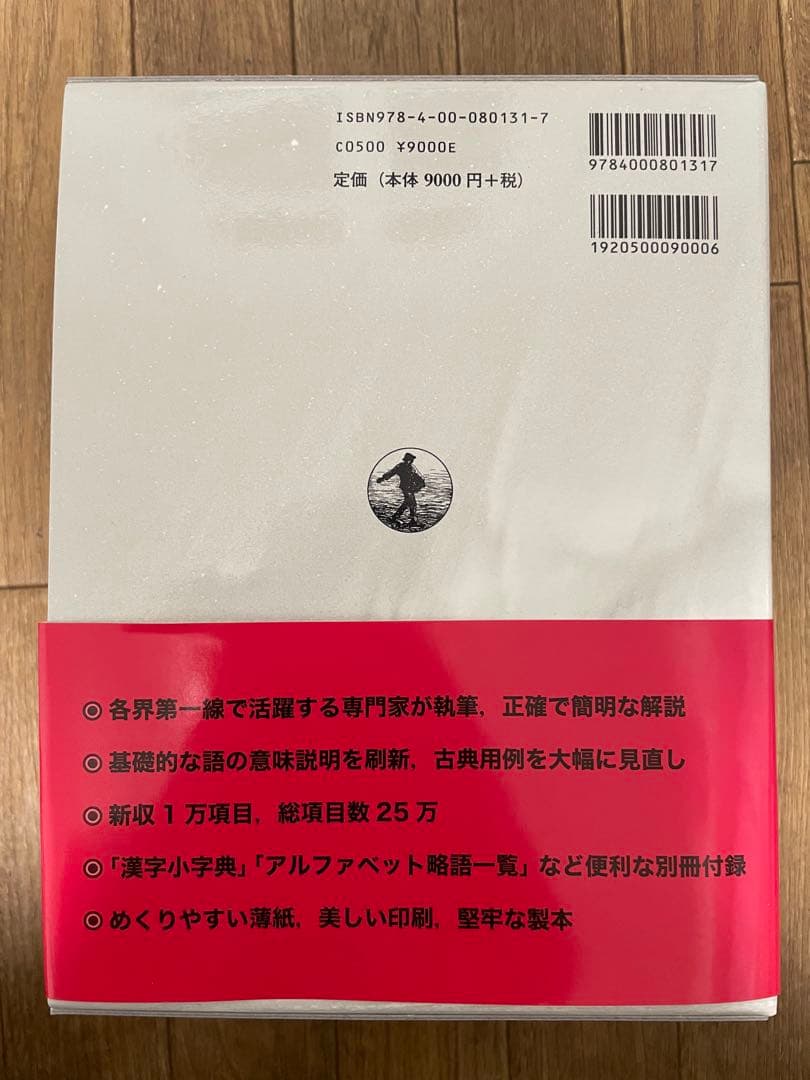 ISBN978-4-00-080131-7
C0500 ¥9000E
定価（本体 9000 円＋税）
9784000801317
1920500090006
◉ 各界第一線で活躍する専門家が執筆，正確で簡明な解説
◉ 基礎的な語の意味説明を刷新，古典用例を大幅に見直し
◉ 新収 1 万項目，総項目数 25 万
◉ 「漢字小字典」「アルファベット略語一覧」など便利な別冊付録
◉ めくりやすい薄紙，美しい印刷，堅牢な製本